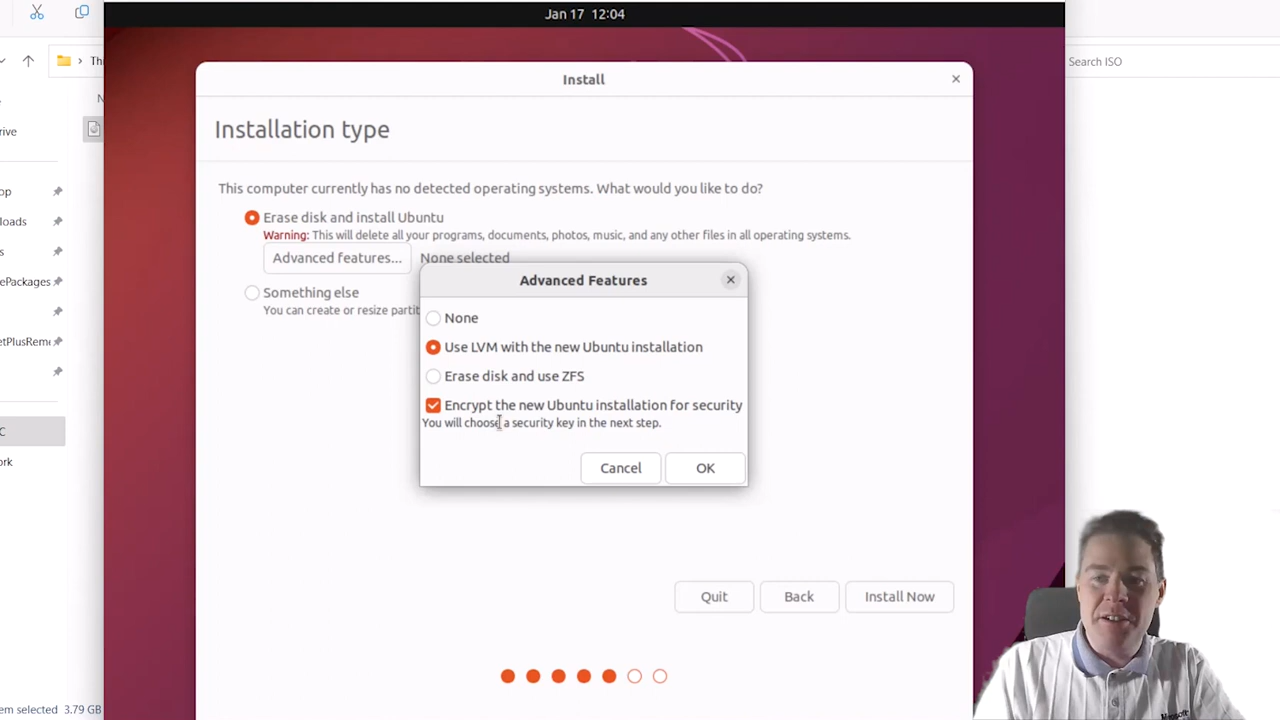 Jan 17 12:04
Thi
Search ISO
Install
N
rive
Installation type
This computer currently has no detected operating systems. What would you like to do?
op
Erase disk and install Ubuntu
loads
Warning: This will delete all your programs, documents, photos, music, and any other files in all operating systems.
s
Advanced features...
None selected
ePackages
Advanced Features
Something else
You can create or resize partit
None
etPlusReme
Use LVM with the new Ubuntu installation
Erase disk and use ZFS
Encrypt the new Ubuntu installation for security
You will choose a security key in the next step.
C
ork
Cancel
OK
Quit
Back
Install Now
em selected
3.79 GB